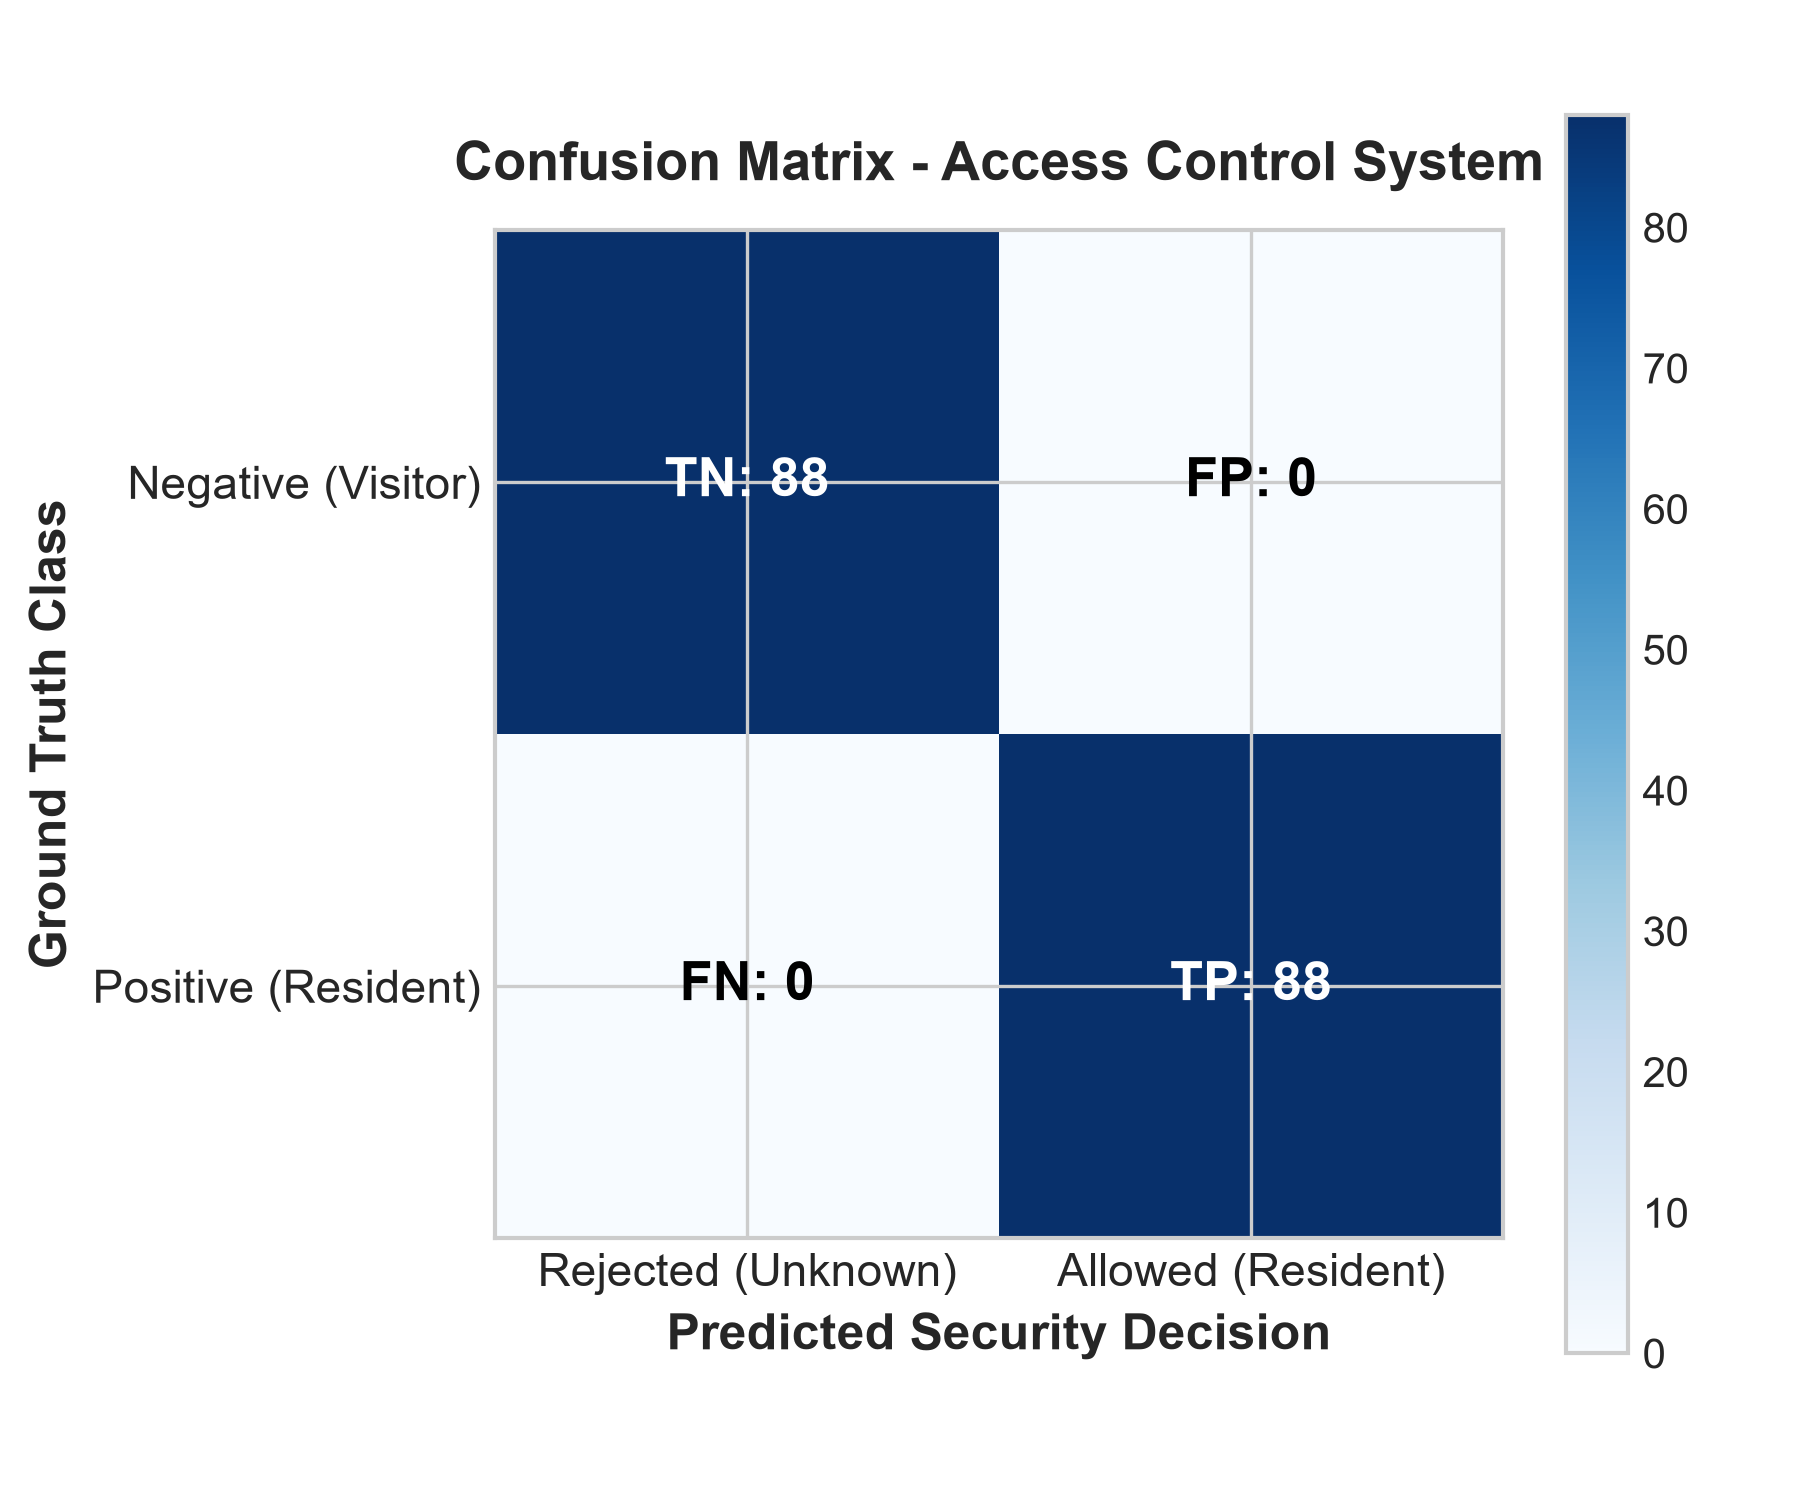 Confusion Matrix - Access Control System
Ground Truth Class
Negative (Visitor)
Positive (Resident)
TN: 88
FP: 0
FN: 0
TP: 88
Rejected (Unknown)
Allowed (Resident)
Predicted Security Decision
80
70
60
50
40
30
20
10
0